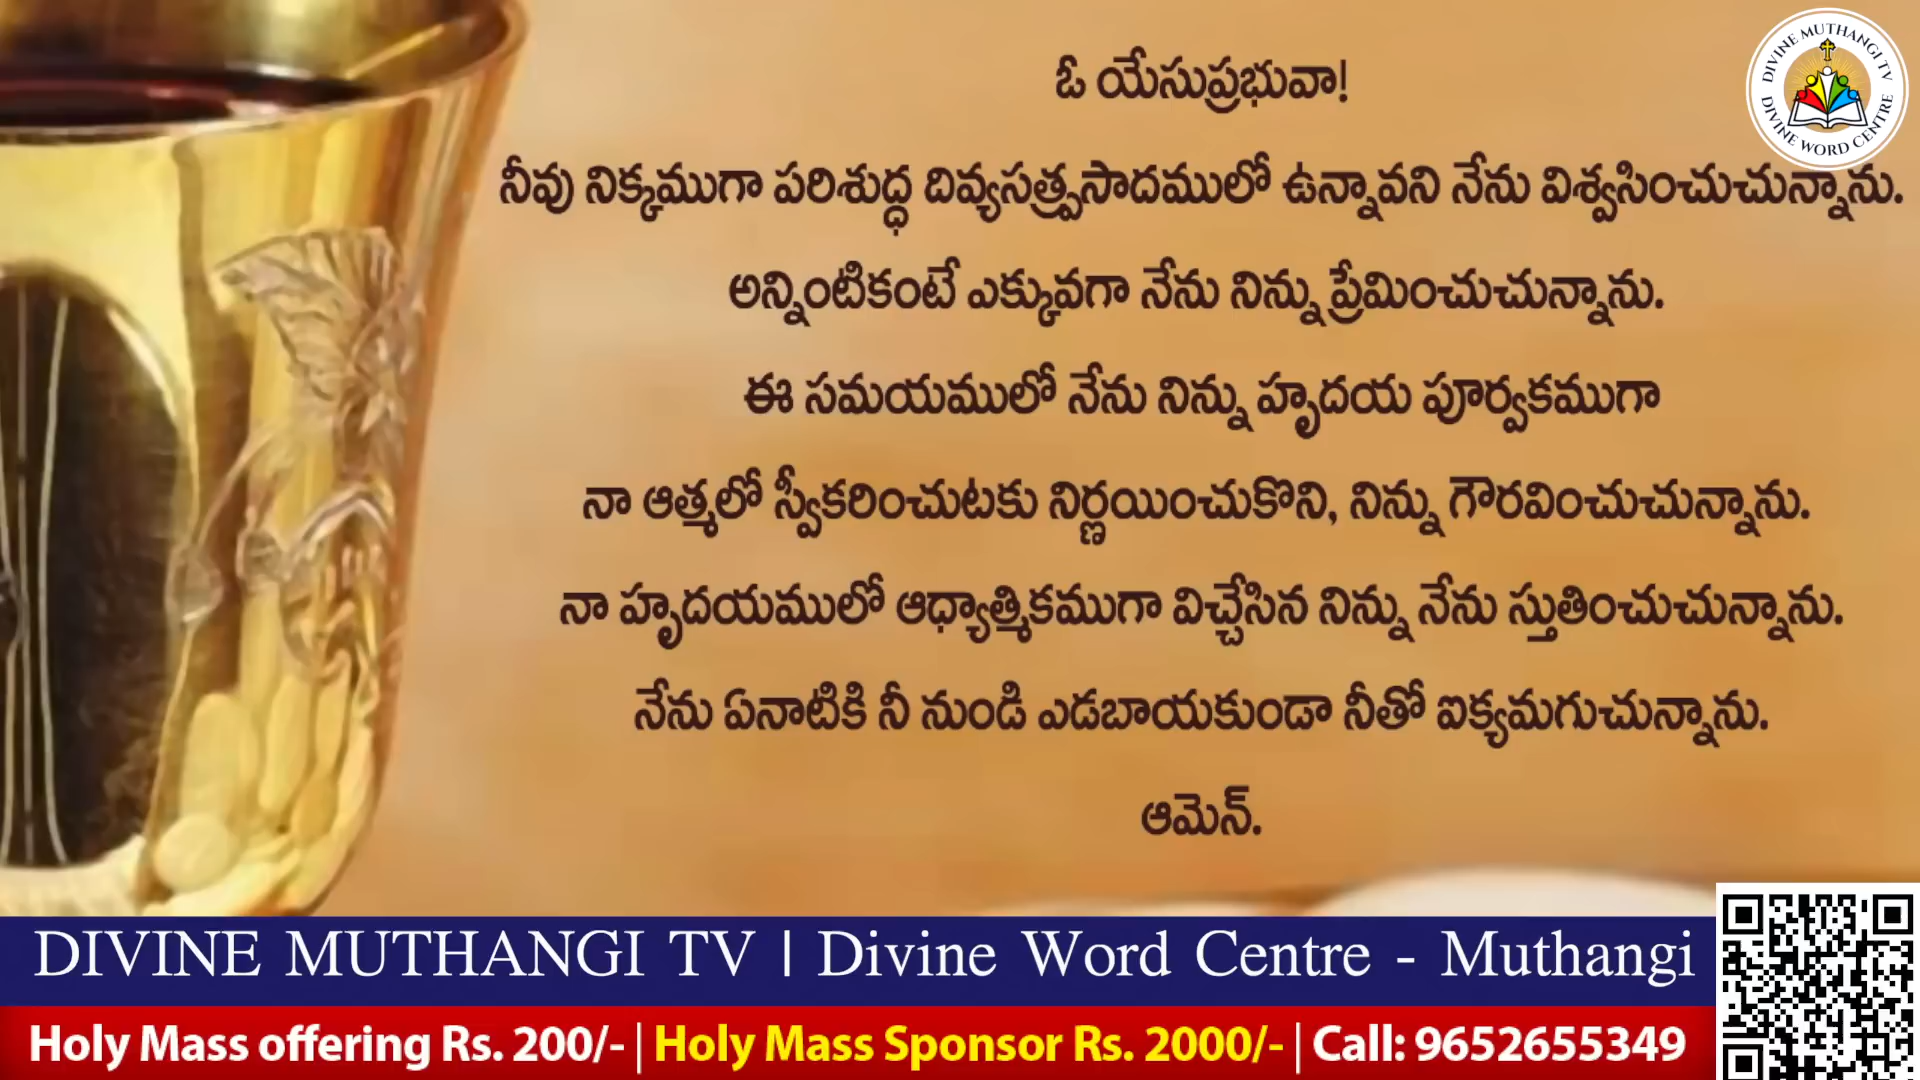 ఓ యేసుప్రభువా!
నీవు నిక్కముగా పరిశుద్ధ దివ్యసత్ప్రసాదములో ఉన్నావని నేను విశ్వసించుచున్నాను.
అన్నింటికంటే ఎక్కువగా నేను నిన్ను ప్రేమించుచున్నాను.
ఈ సమయములో నేను నిన్ను హృదయ పూర్వకముగా
నా ఆత్మలో స్వీకరించుటకు నిర్ణయించుకొని, నిన్ను గౌరవించుచున్నాను.
నా హృదయములో ఆధ్యాత్మికముగా విచ్చేసిన నిన్ను నేను స్తుతించుచున్నాను.
నేను ఏనాటికి నీ నుండి ఎడబాయకుండా నీతో ఐక్యమగుచున్నాను.
ఆమెన్.
DIVINE MUTHANGI TV
DIVINE WORD CENTRE
DIVINE MUTHANGI TV | Divine Word Centre - Muthangi
Holy Mass offering Rs. 200/- | Holy Mass Sponsor Rs. 2000/- | Call: 9652655349